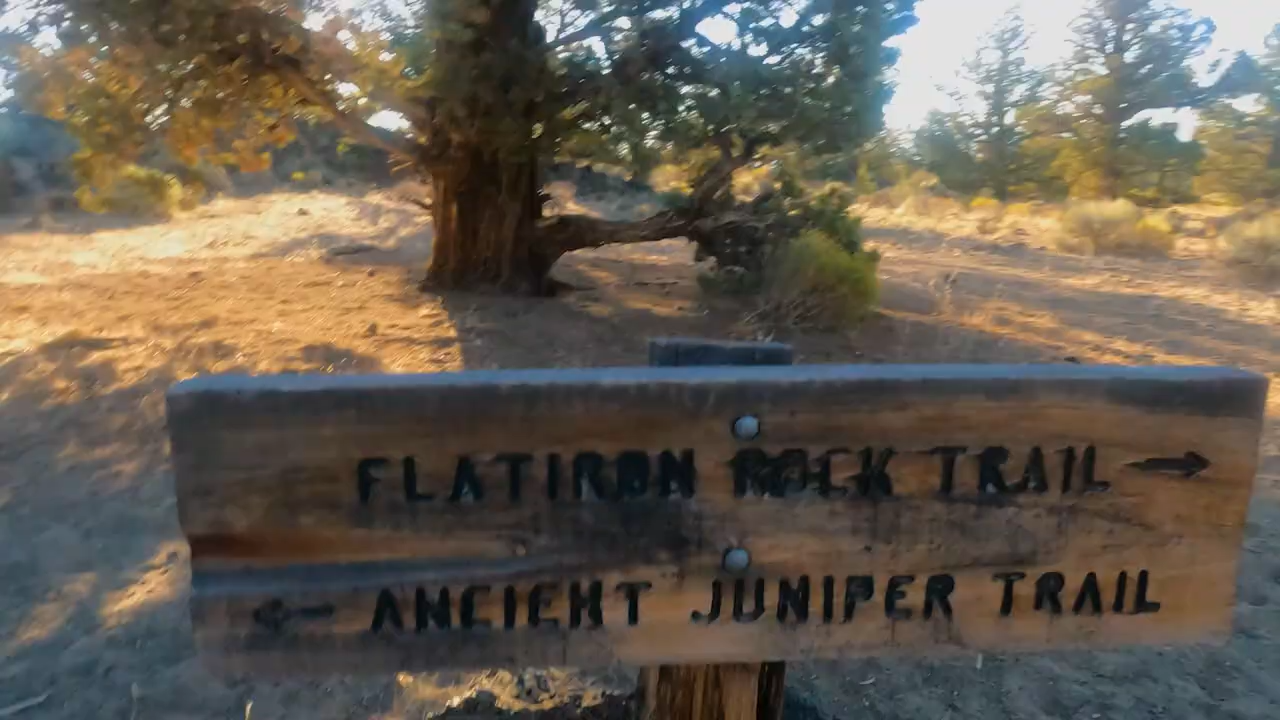 FLATIRON ROCK TRAIL →
← ANCIENT JUNIPER TRAIL